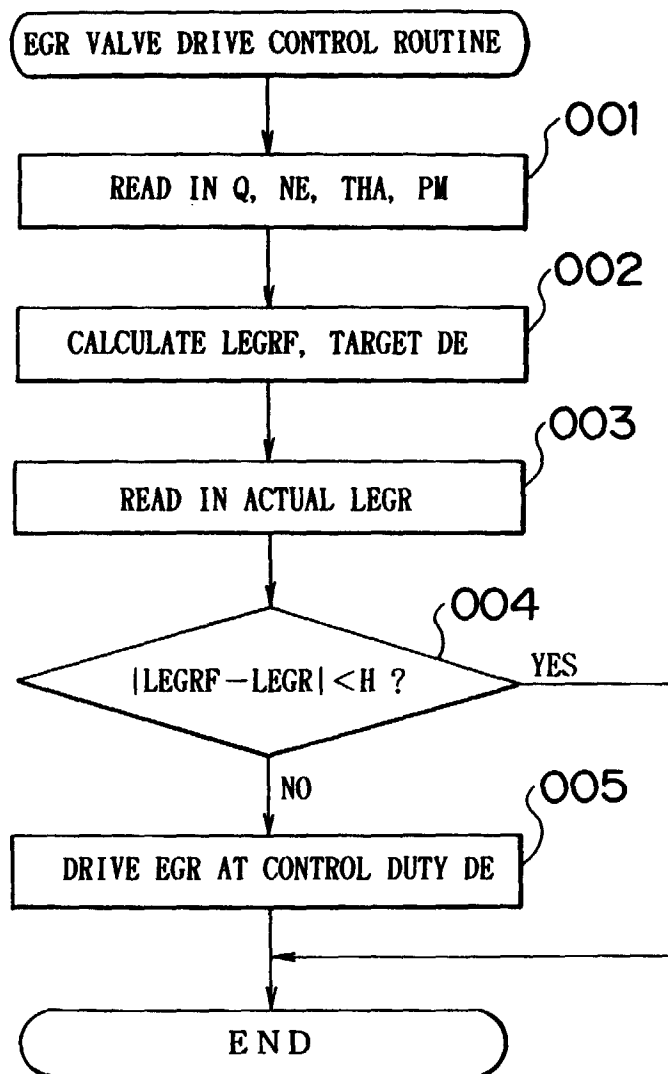 EGR VALVE DRIVE CONTROL ROUTINE
001
READ IN Q, NE, THA, PM
002
CALCULATE LEGRF, TARGET DE
003
READ IN ACTUAL LEGR
004
|LEGRF-LEGR|<H ?
YES
NO
005
DRIVE EGR AT CONTROL DUTY DE
END